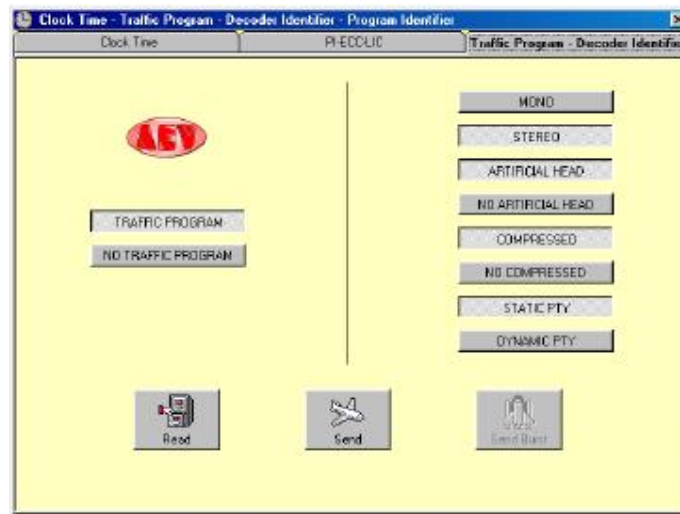 Clock Time - Traffic Program - Decoder Identifier - Program Identifier
Clock Time
PI-ECC-LIC
Traffic Program - Decoder Identifie
AEV
TRAFFIC PROGRAM
NO TRAFFIC PROGRAM
MONO
STEREO
ARTIFICIAL HEAD
NO ARTIFICIAL HEAD
COMPRESSED
NO COMPRESSED
STATIC PTY
DYNAMIC PTY
Read
Send
Send Burst